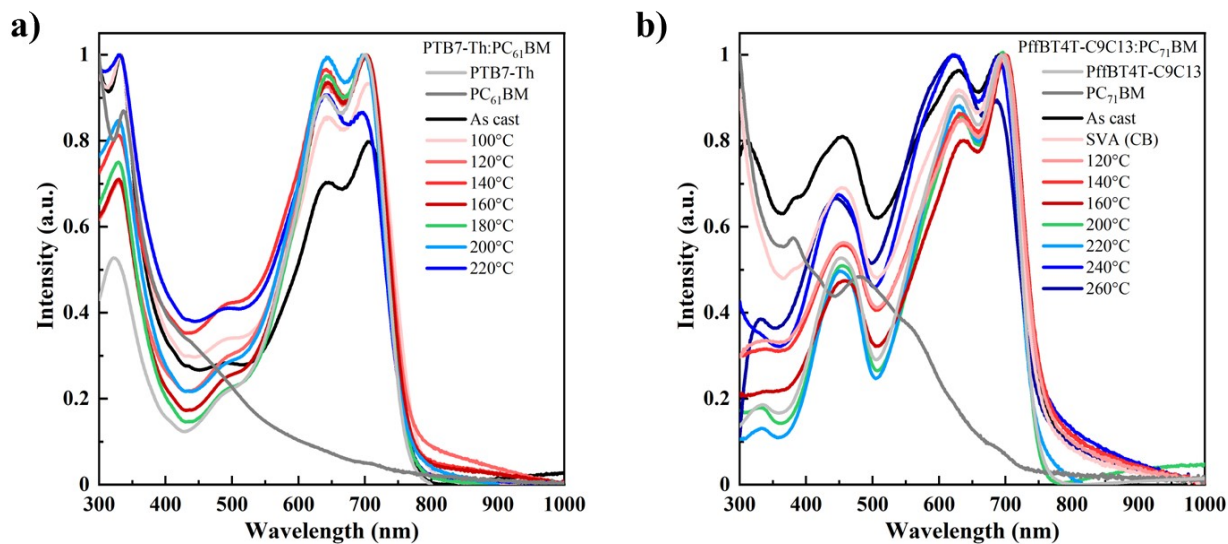 a)
PTB7-Th:PC₆₁BM
PTB7-Th
PC₆₁BM
As cast
100°C
120°C
140°C
160°C
180°C
200°C
220°C
Intensity (a.u.)
1
0.8
0.6
0.4
0.2
0
300 400 500 600 700 800 900 1000
Wavelength (nm)
b)
PffBT4T-C9C13:PC₇₁BM
PffBT4T-C9C13
PC₇₁BM
As cast
SVA (CB)
120°C
140°C
160°C
200°C
220°C
240°C
260°C
Intensity (a.u.)
1
0.8
0.6
0.4
0.2
0
300 400 500 600 700 800 900 1000
Wavelength (nm)